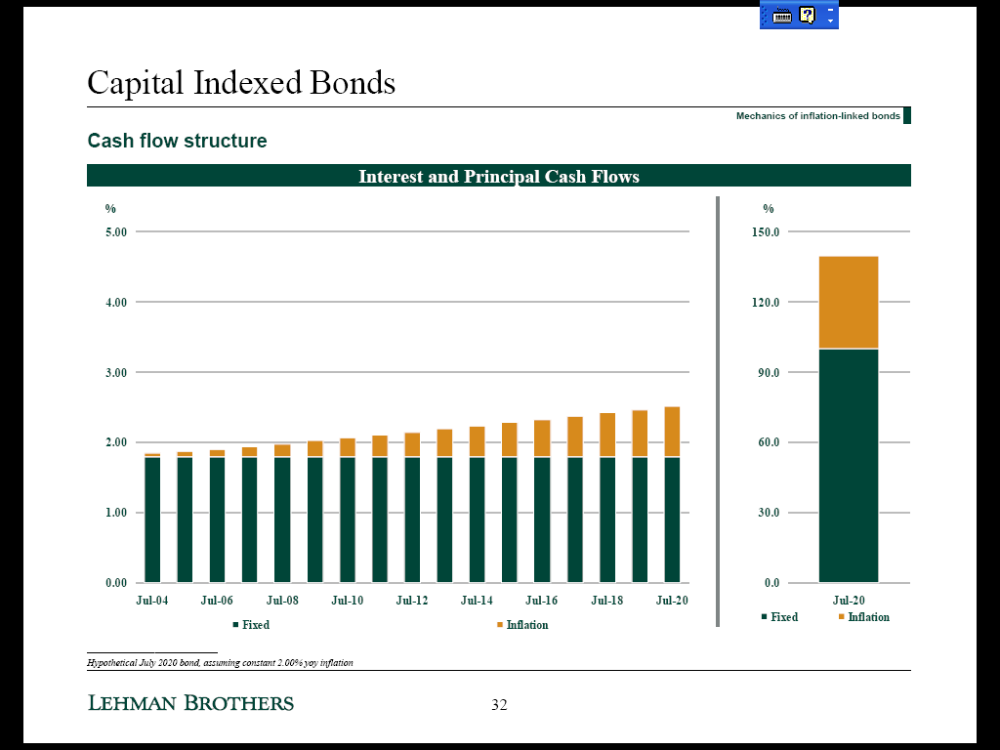 Capital Indexed Bonds
Mechanics of inflation-linked bonds
Cash flow structure
Interest and Principal Cash Flows
%
5.00
4.00
3.00
2.00
1.00
0.00
Jul-04 Jul-06 Jul-08 Jul-10 Jul-12 Jul-14 Jul-16 Jul-18 Jul-20
Fixed Inflation
%
150.0
120.0
90.0
60.0
30.0
0.0
Jul-20
Fixed Inflation
Hypothetical July 2020 bond, assuming constant 2.00% yoy inflation
LEHMAN BROTHERS
32